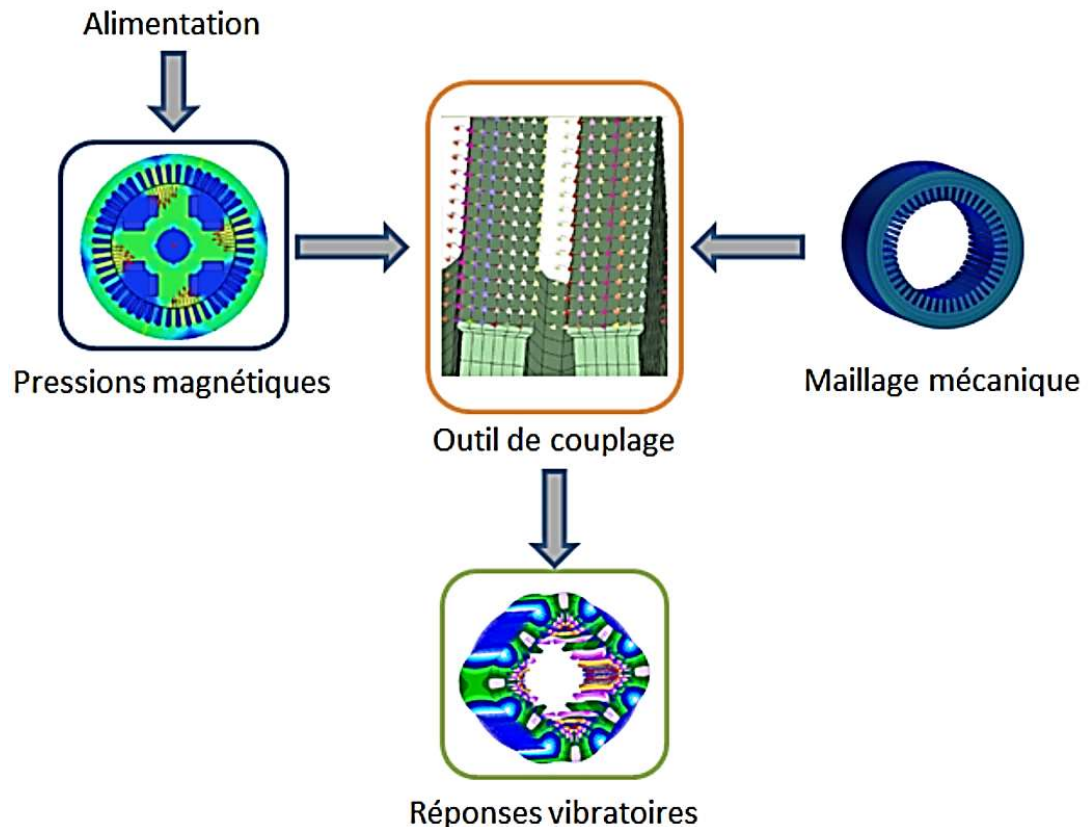 Alimentation
Pressions magnétiques
Maillage mécanique
Outil de couplage
Réponses vibratoires